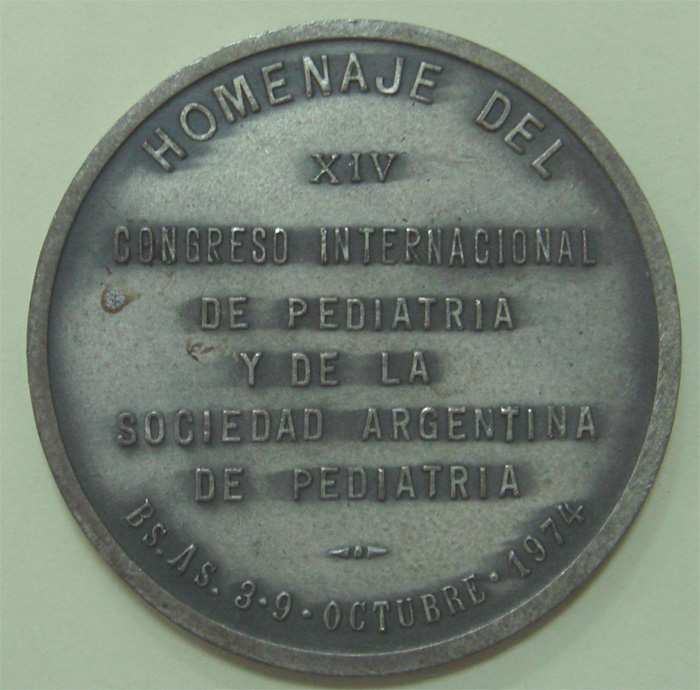 HOMENAJE DEL
XIV
CONGRESO INTERNACIONAL
DE PEDIATRIA
Y DE LA
SOCIEDAD ARGENTINA
DE PEDIATRIA
BS. AS. 3·9·OCTUBRE·1974